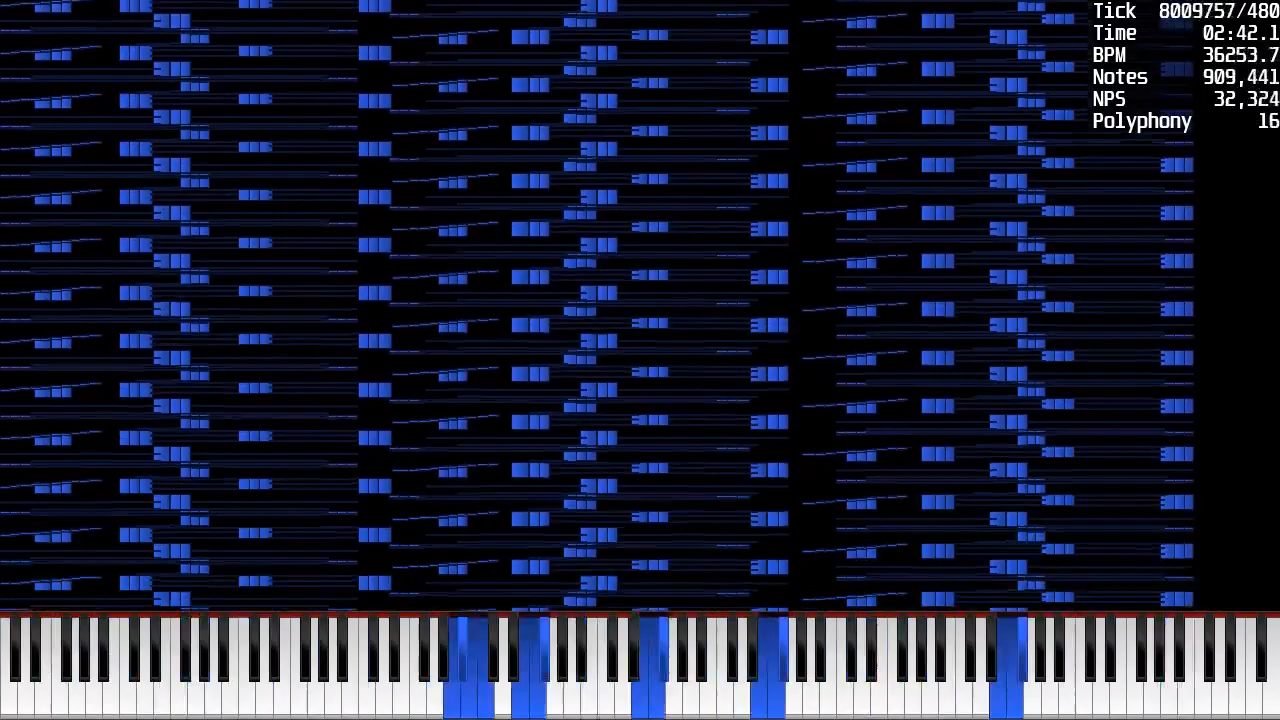 Tick 8009757/480
Time 02:42.1
BPM 36253.7
Notes 909,441
NPS 32,324
Polyphony 16